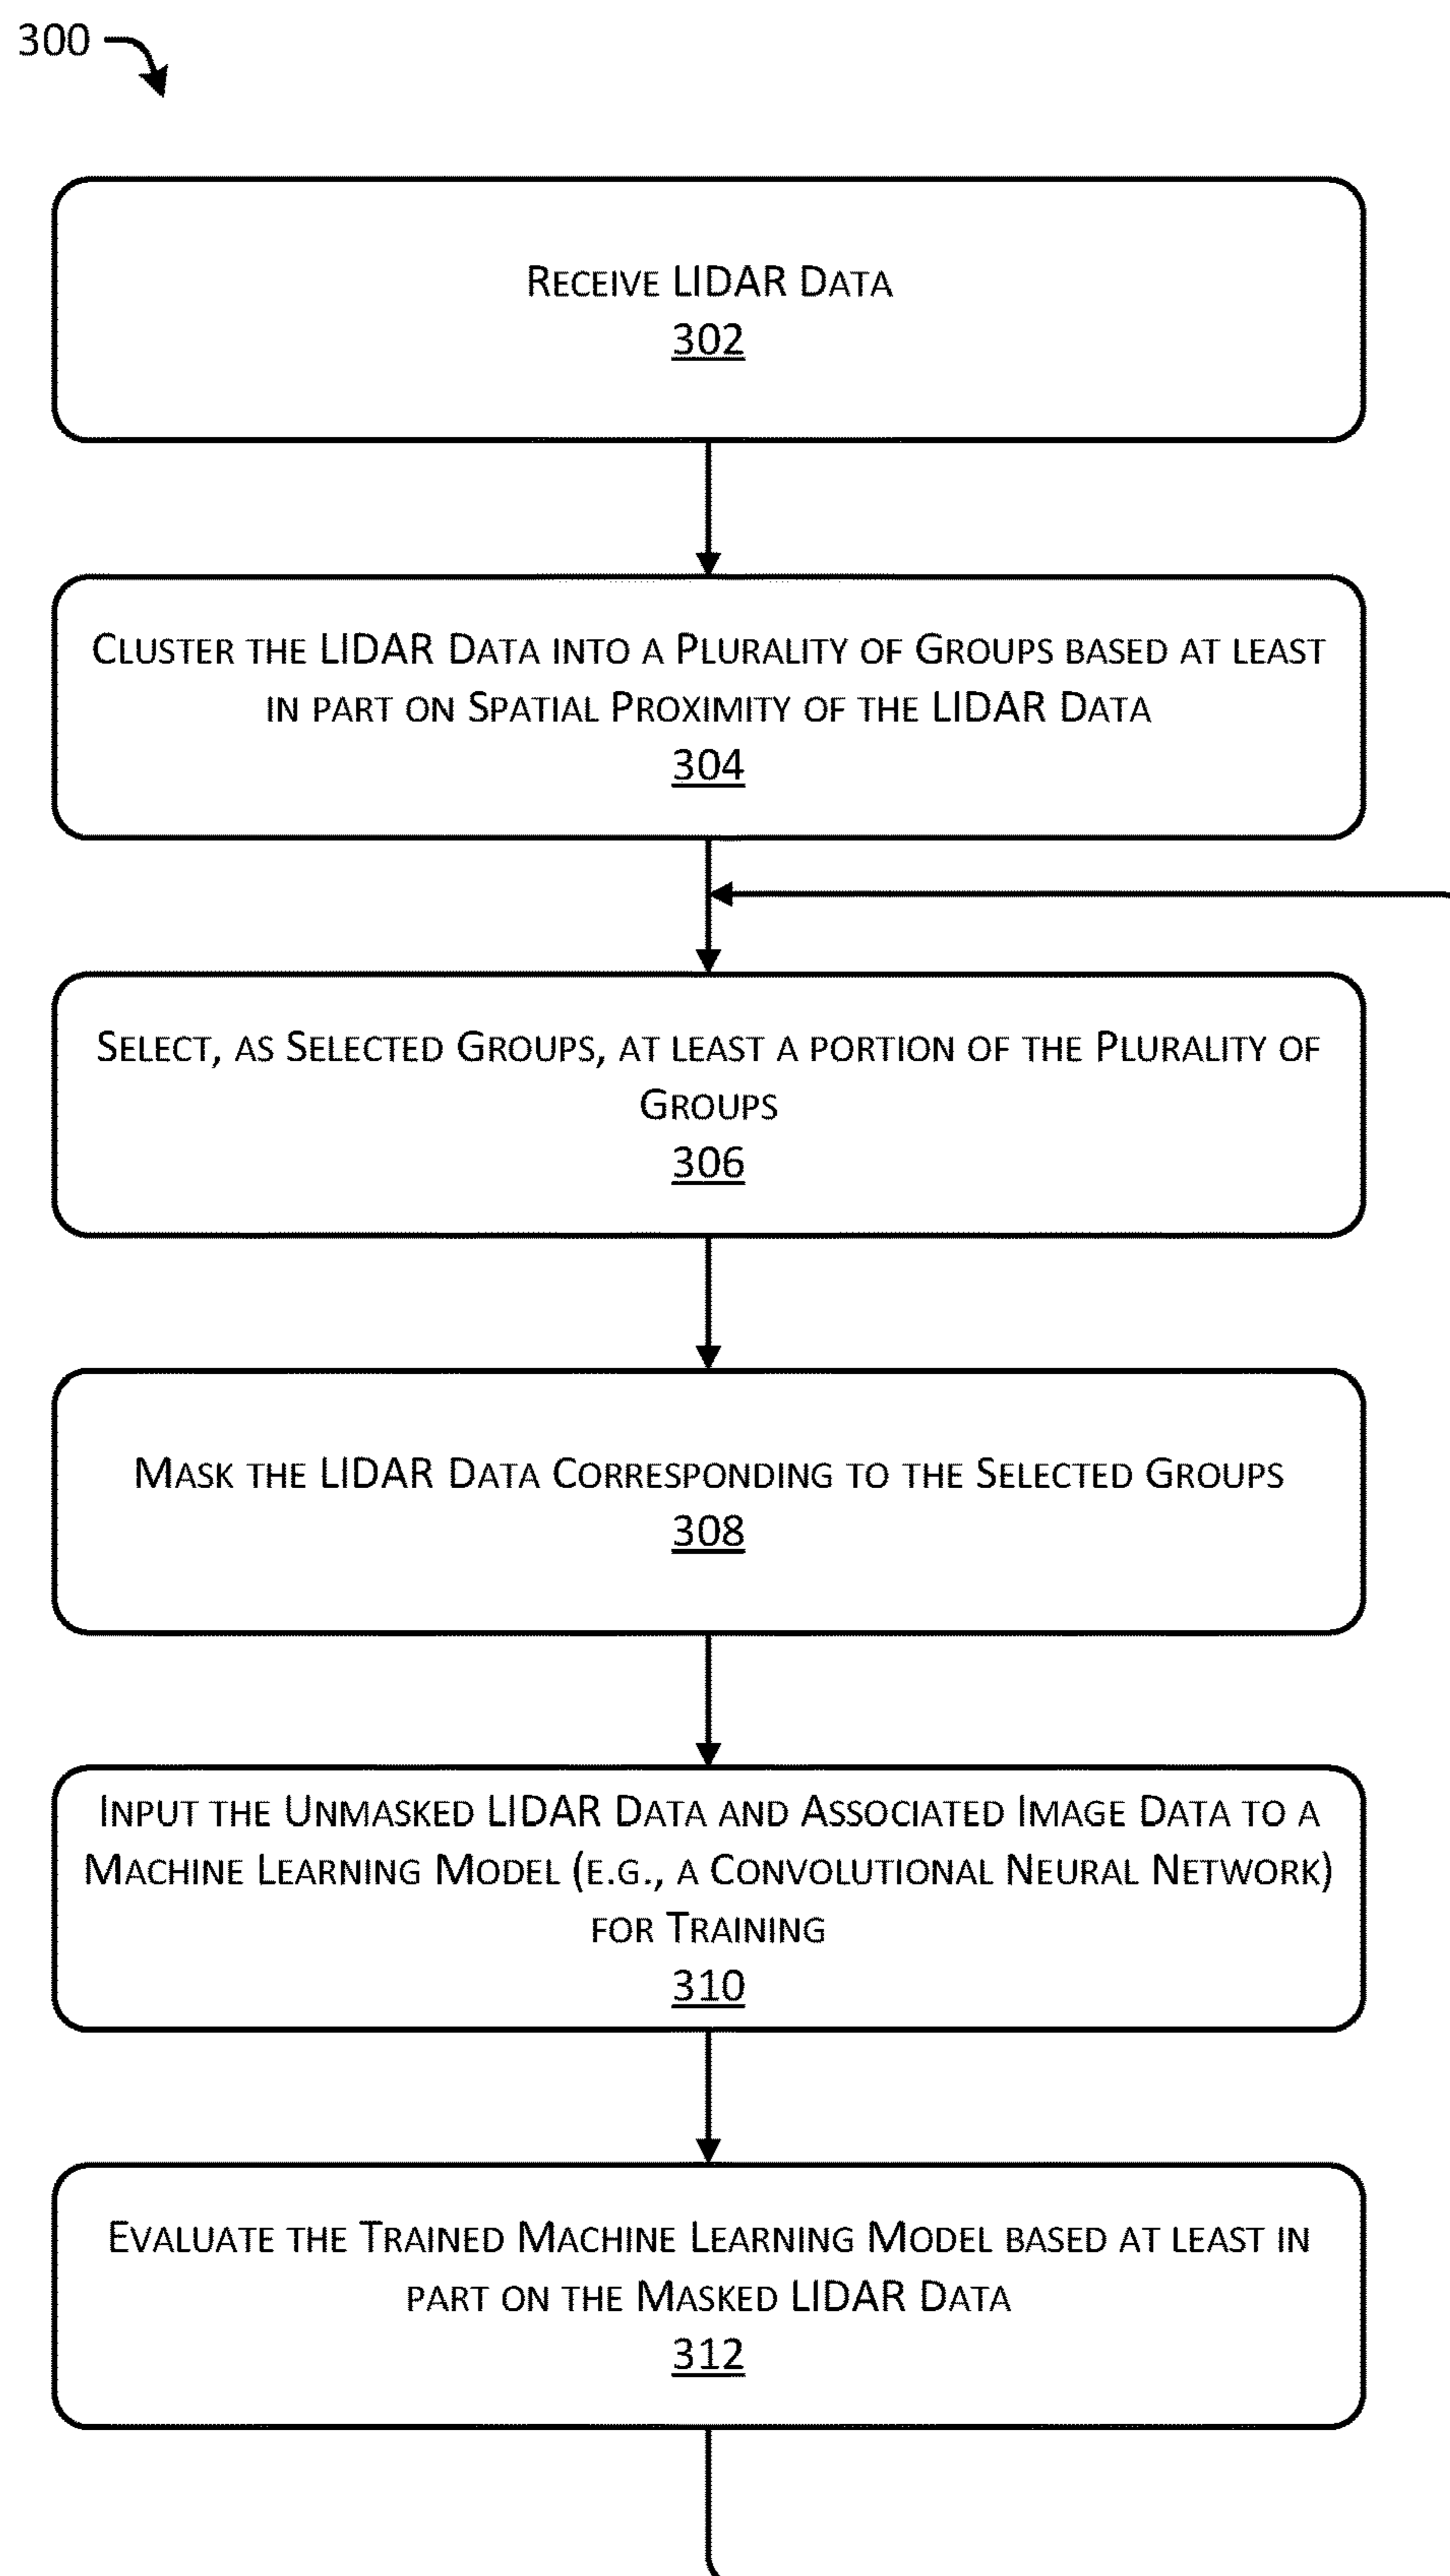 300
RECEIVE LIDAR DATA
302
CLUSTER THE LIDAR DATA INTO A PLURALITY OF GROUPS BASED AT LEAST
IN PART ON SPATIAL PROXIMITY OF THE LIDAR DATA
304
SELECT, AS SELECTED GROUPS, AT LEAST A PORTION OF THE PLURALITY OF
GROUPS
306
MASK THE LIDAR DATA CORRESPONDING TO THE SELECTED GROUPS
308
INPUT THE UNMASKED LIDAR DATA AND ASSOCIATED IMAGE DATA TO A
MACHINE LEARNING MODEL (E.G., A CONVOLUTIONAL NEURAL NETWORK)
FOR TRAINING
310
EVALUATE THE TRAINED MACHINE LEARNING MODEL BASED AT LEAST IN
PART ON THE MASKED LIDAR DATA
312